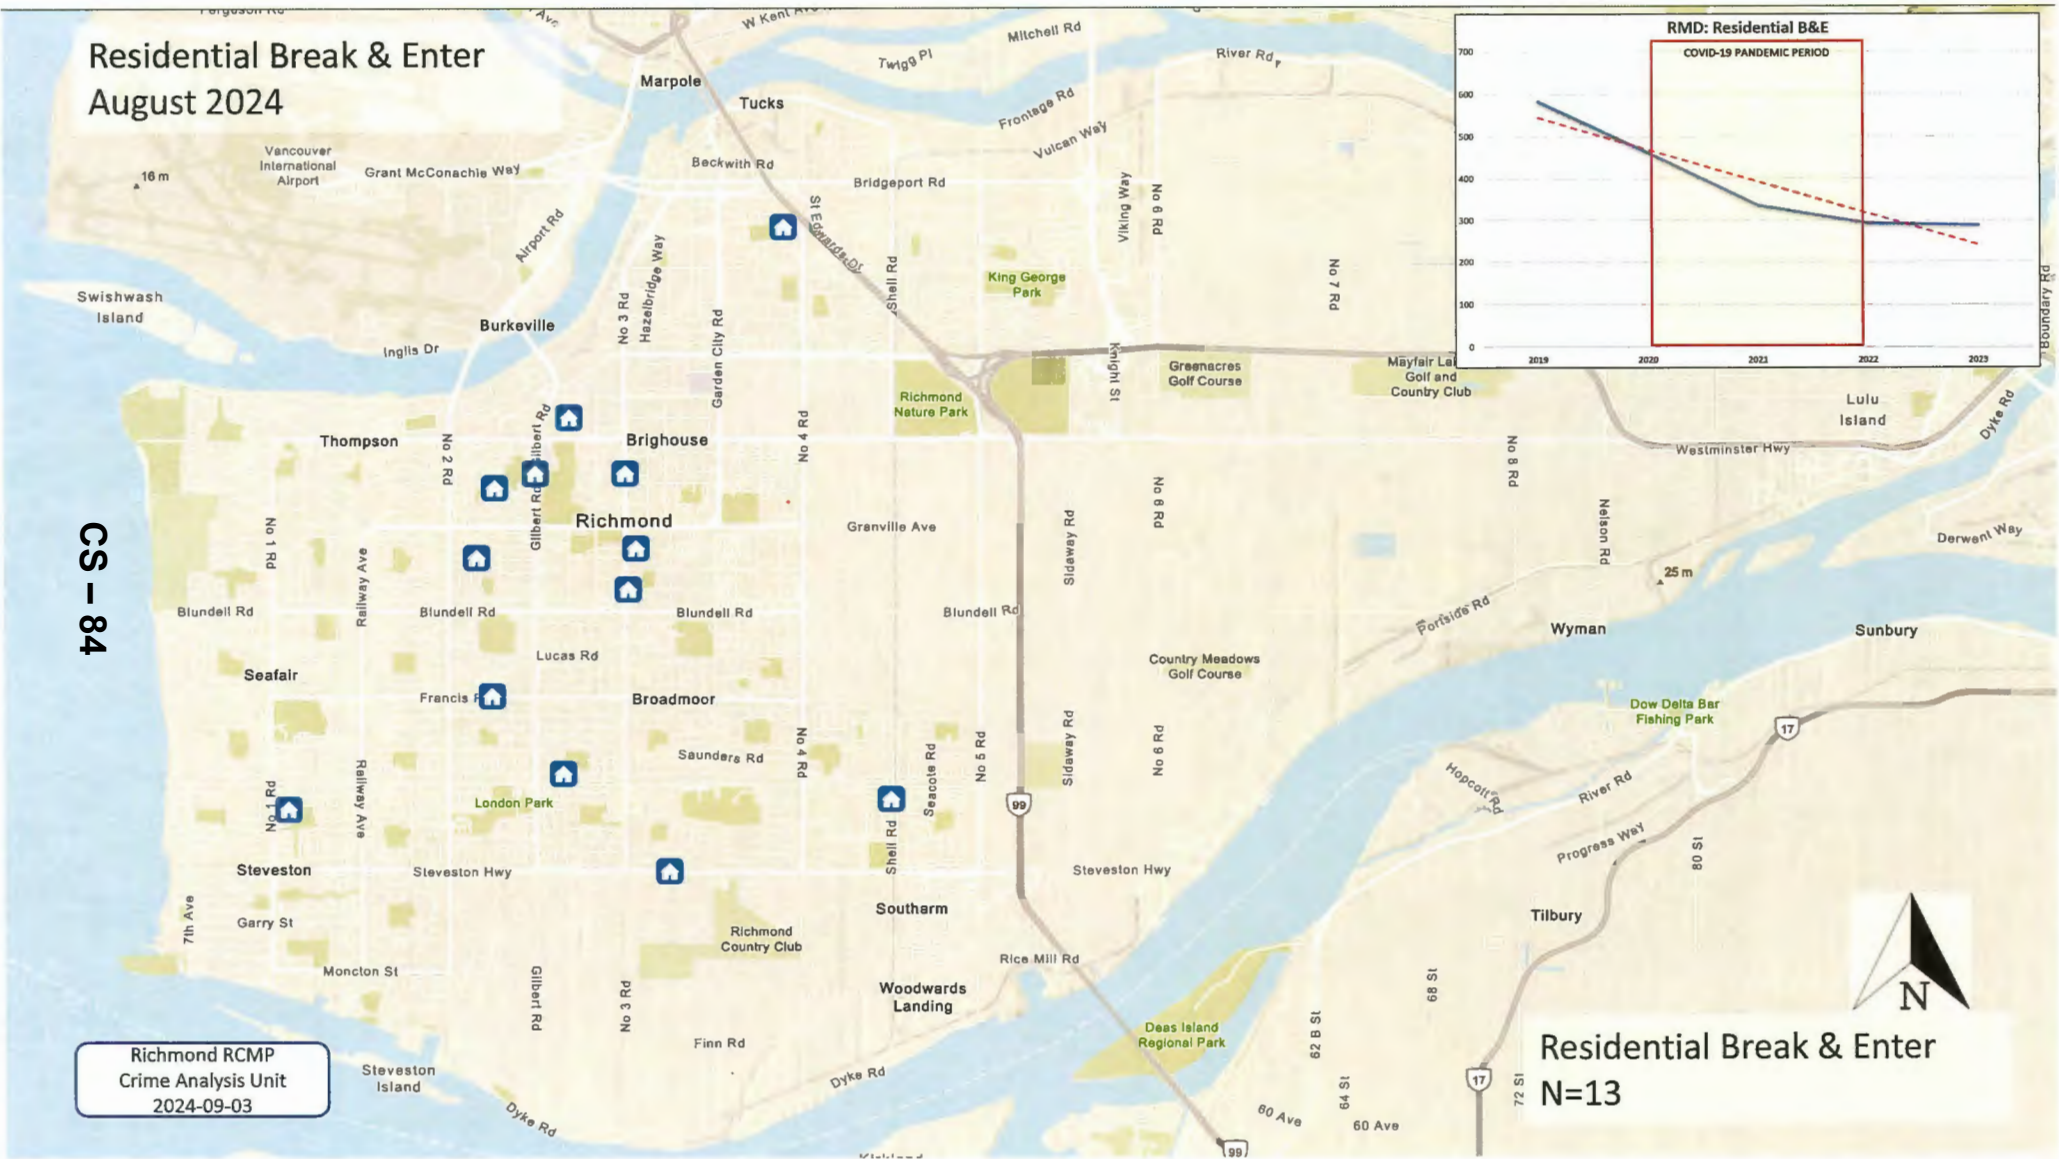 Residential Break & Enter
August 2024
RMD: Residential B&E
COVID-19 PANDEMIC PERIOD
700
600
500
400
300
200
100
0
2019
2020
2021
2022
2023
Mitchell Rd
Twigg Pl
River Rd
Marpole
Tucks
Frontage Rd
Vulcan Way
Vancouver
International
Airport
16 m
Grant McConachie Way
Beckwith Rd
Bridgeport Rd
Airport Rd
St Edwards Dr
Viking Way
No 6 Rd
Hazelbridge Way
No 3 Rd
Shell Rd
King George
Park
No 7 Rd
Boundary Rd
Swishwash
Island
Burkeville
Inglis Dr
Garden City Rd
Knight St
Greenacres
Golf Course
Golf and
Country Club
Richmond
Nature Park
Lulu
Island
Dyke Rd
Thompson
No 2 Rd
Brighouse
No 4 Rd
No 8 Rd
Westminster Hwy
No 1 Rd
Gilbert Rd
Richmond
Granville Ave
Sidaway Rd
No 6 Rd
Nelson Rd
Derwent Way
CS – 84
Railway Ave
25 m
Blundell Rd
Blundell Rd
Blundell Rd
Blundell Rd
Portside Rd
Wyman
Sunbury
Lucas Rd
Country Meadows
Golf Course
Seafair
Francis
Broadmoor
Dow Delta Bar
Fishing Park
17
Saunders Rd
No 4 Rd
Seacote Rd
No 5 Rd
Sidaway Rd
No 6 Rd
Hopcott Rd
River Rd
No 1 Rd
Railway Ave
London Park
99
Shell Rd
Progress Way
80 St
Steveston
Steveston Hwy
Steveston Hwy
7th Ave
Garry St
Southarm
Tilbury
Richmond
Country Club
Moncton St
Rice Mill Rd
Gilbert Rd
No 3 Rd
Woodwards
Landing
68 St
N
Deas Island
Regional Park
62 B St
Finn Rd
Richmond RCMP
Crime Analysis Unit
2024-09-03
Steveston
Island
Dyke Rd
Dyke Rd
64 St
17
72 St
60 Ave
60 Ave
99
Residential Break & Enter
N=13